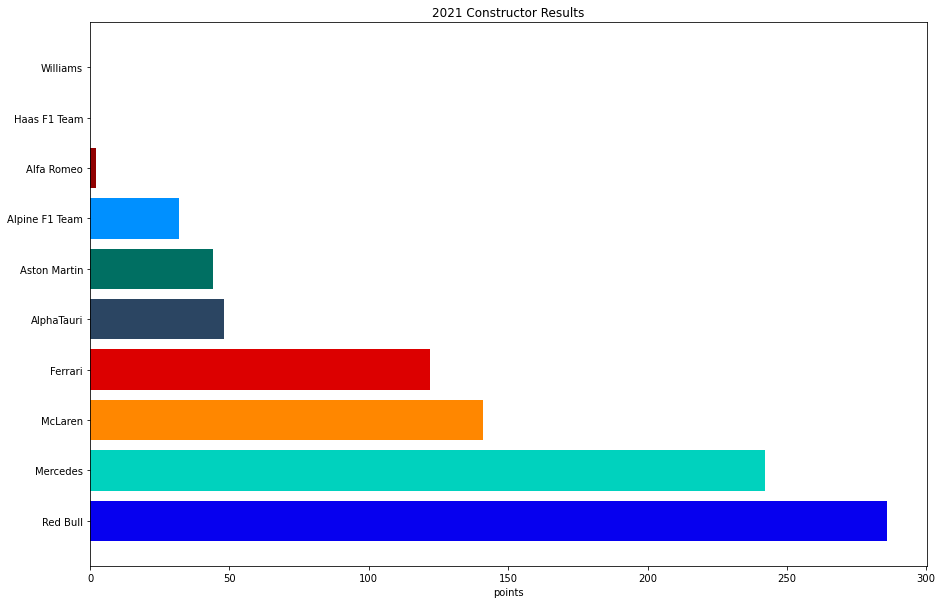 2021 Constructor Results
Williams
Haas F1 Team
Alfa Romeo
Alpine F1 Team
Aston Martin
AlphaTauri
Ferrari
McLaren
Mercedes
Red Bull
0 50 100 150 200 250 300
points